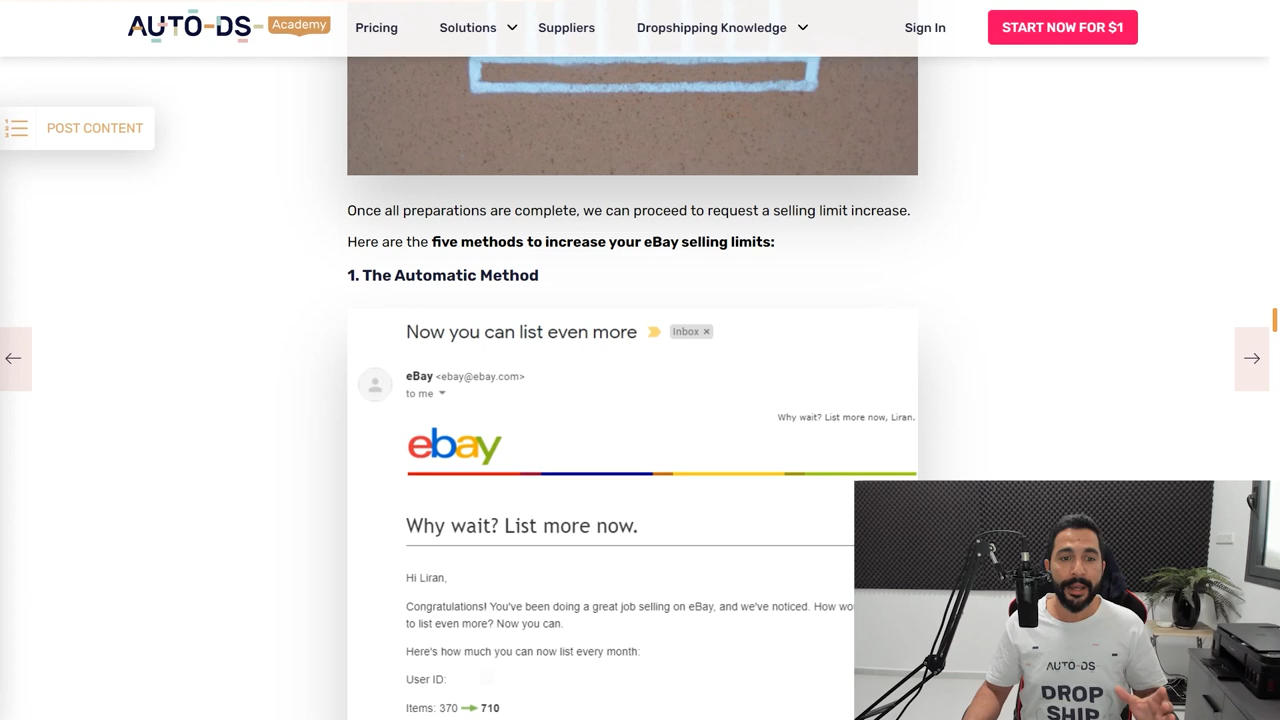 AUTO-DS Academy Pricing Solutions Suppliers Dropshipping Knowledge Sign In START NOW FOR $1
POST CONTENT
Once all preparations are complete, we can proceed to request a selling limit increase.
Here are the five methods to increase your eBay selling limits:
1. The Automatic Method
Now you can list even more Inbox ×
eBay <ebay@ebay.com>
to me
Why wait? List more now, Liran.
ebay
Why wait? List more now.
Hi Liran,
Congratulations! You've been doing a great job selling on eBay, and we've noticed. How
to list even more? Now you can.
Here's how much you can now list every month:
User ID:
Items: 370 → 710
AUTO-DS
DROP
SHIP